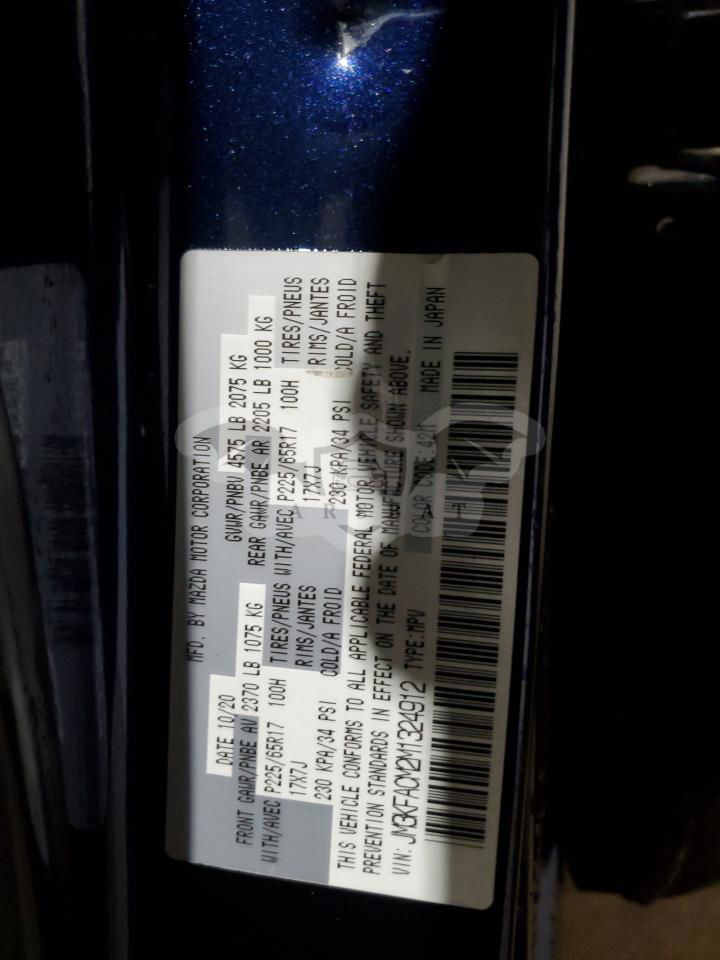 MFD. BY MAZDA MOTOR CORPORATION
DATE 10/20 GVWR/PNBV 4575 LB 2075 KG
FRONT GAWR/PNBE AV 2370 LB 1075 KG REAR GAWR/PNBE AR 2205 LB 1000 KG
WITH/AVEC P225/65R17 100H TIRES/PNEUS WITH/AVEC P225/65R17 100H TIRES/PNEUS
17X7J RIMS/JANTES 17X7J RIMS/JANTES
230 KPA/34 PSI COLD/A FROID 230 KPA/34 PSI COLD/A FROID
THIS VEHICLE CONFORMS TO ALL APPLICABLE FEDERAL MOTOR VEHICLE SAFETY AND THEFT
PREVENTION STANDARDS IN EFFECT ON THE DATE OF MANUFACTURE SHOWN ABOVE.
VIN: JM3KFACM2M1324912 TYPE:MPV COLOR CODE:42M MADE IN JAPAN